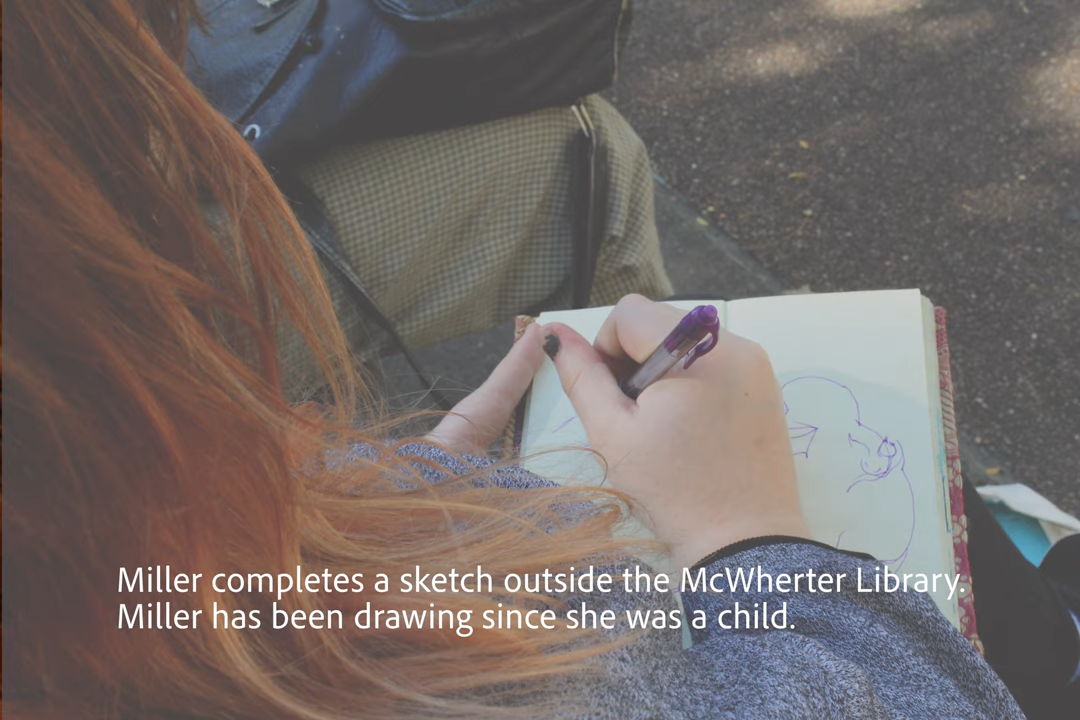 Miller completes a sketch outside the McWherter Library.
Miller has been drawing since she was a child.